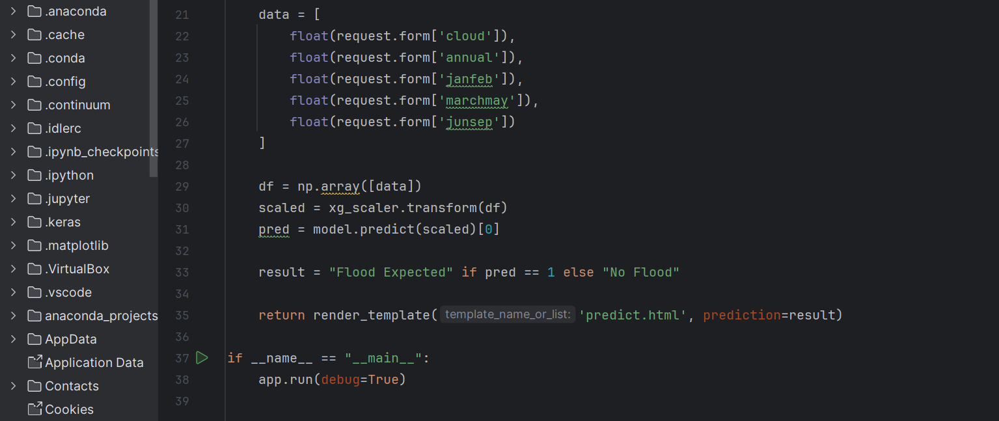 .anaconda
.cache
.conda
.config
.continuum
.idlerc
.ipynb_checkpoints
.ipython
.jupyter
.keras
.matplotlib
.VirtualBox
.vscode
anaconda_projects
AppData
Application Data
Contacts
Cookies
21 data = [
22 float(request.form['cloud']),
23 float(request.form['annual']),
24 float(request.form['janfeb']),
25 float(request.form['marchmay']),
26 float(request.form['junsep'])
27 ]
28
29 df = np.array([data])
30 scaled = xg_scaler.transform(df)
31 pred = model.predict(scaled)[0]
32
33 result = "Flood Expected" if pred == 1 else "No Flood"
34
35 return render_template( template_name_or_list: 'predict.html', prediction=result)
36
37 if __name__ == "__main__":
38 app.run(debug=True)
39